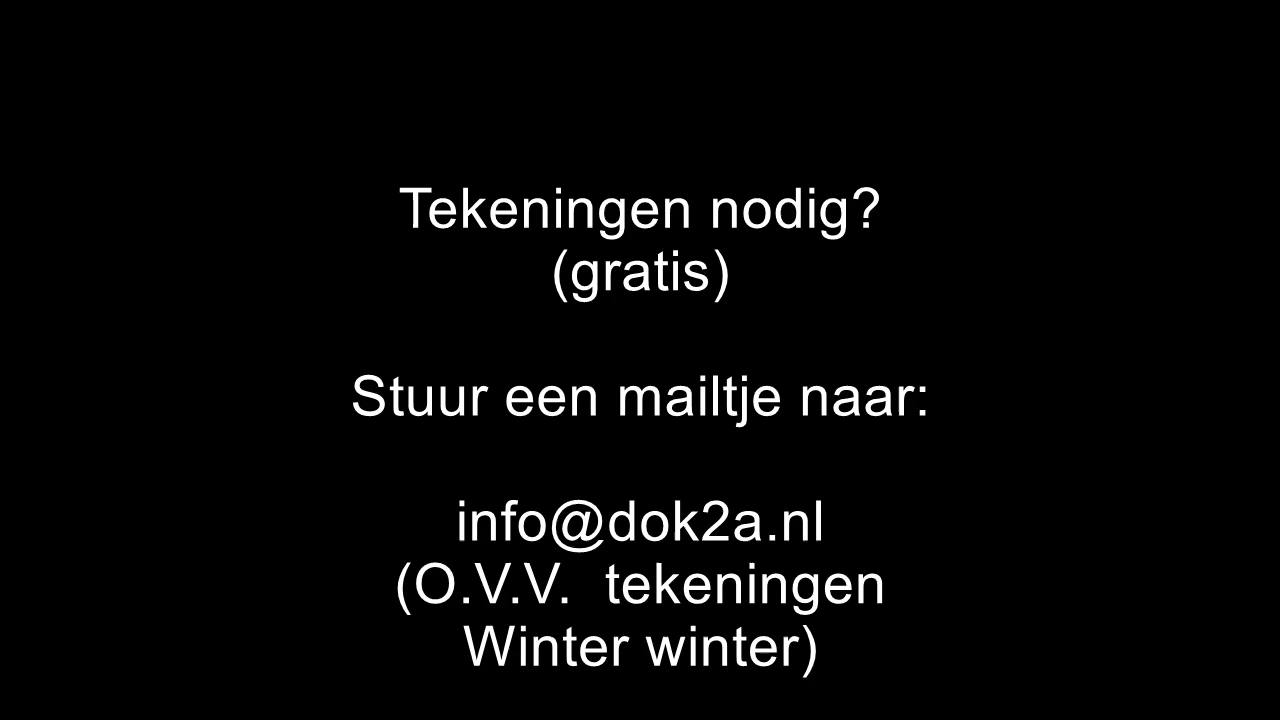 Tekeningen nodig?
(gratis)
Stuur een mailtje naar:
info@dok2a.nl
(O.V.V. tekeningen
Winter winter)